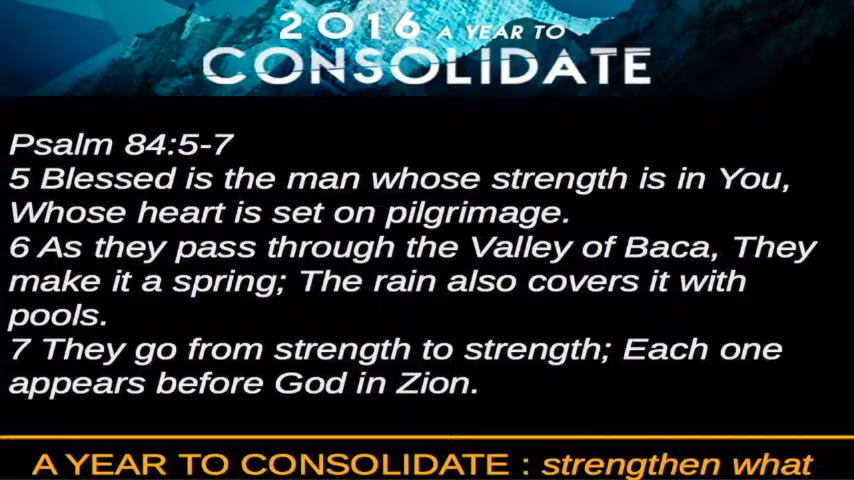 2016 A YEAR TO
CONSOLIDATE
Psalm 84:5-7
5 Blessed is the man whose strength is in You,
Whose heart is set on pilgrimage.
6 As they pass through the Valley of Baca, They
make it a spring; The rain also covers it with
pools.
7 They go from strength to strength; Each one
appears before God in Zion.
A YEAR TO CONSOLIDATE : strengthen what